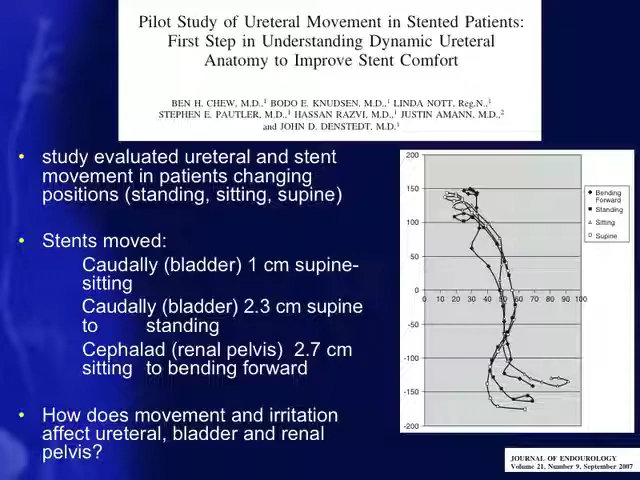 Pilot Study of Ureteral Movement in Stented Patients:
First Step in Understanding Dynamic Ureteral
Anatomy to Improve Stent Comfort
BEN H. CHEW, M.D.,¹ BODO E. KNUDSEN, M.D.,¹ LINDA NOTT, Reg.N.,¹
STEPHEN E. PAUTLER, M.D.,¹ HASSAN RAZVI, M.D.,¹ JUSTIN AMANN, M.D.,²
and JOHN D. DENSTEDT, M.D.¹
• study evaluated ureteral and stent
movement in patients changing
positions (standing, sitting, supine)
• Stents moved:
Caudally (bladder) 1 cm supine-
sitting
Caudally (bladder) 2.3 cm supine
to standing
Cephalad (renal pelvis) 2.7 cm
sitting to bending forward
• How does movement and irritation
affect ureteral, bladder and renal
pelvis?
200
150
100
50
0
-50
-100
-150
-200
0 10 20 30 40 50 60 70 80 90 100
Bending
Forward
Standing
Sitting
Supine
JOURNAL OF ENDOUROLOGY
Volume 21, Number 9, September 2007